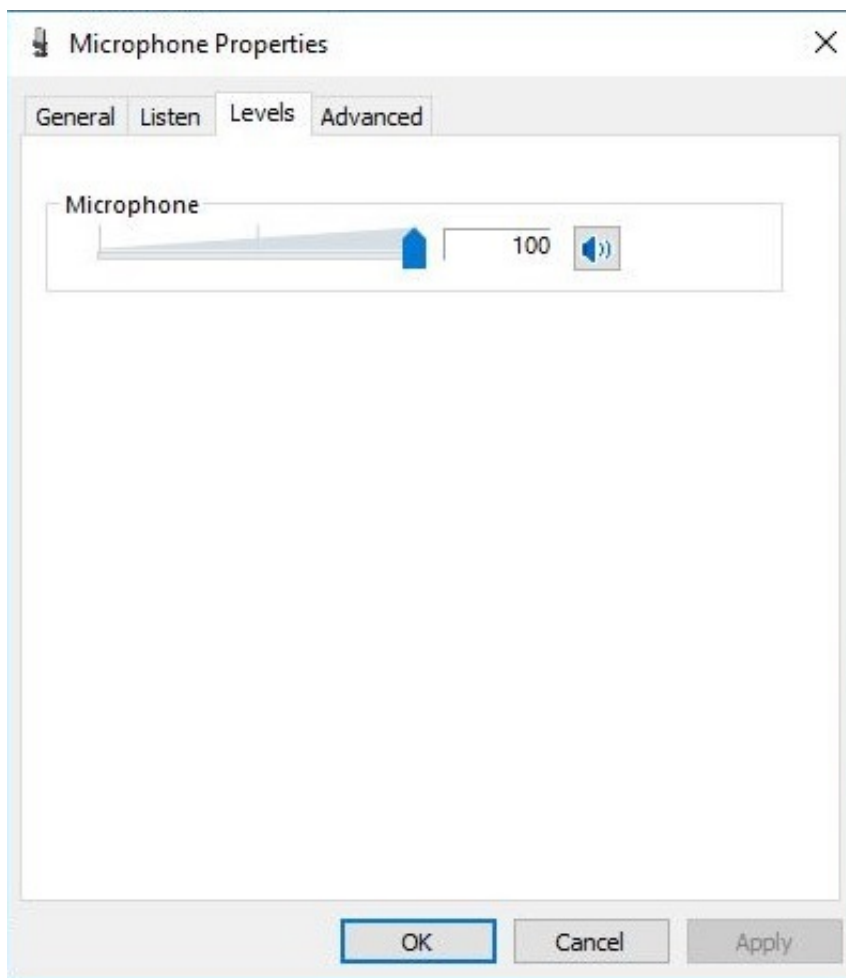 Microphone Properties
General Listen Levels Advanced
Microphone
100
OK Cancel Apply